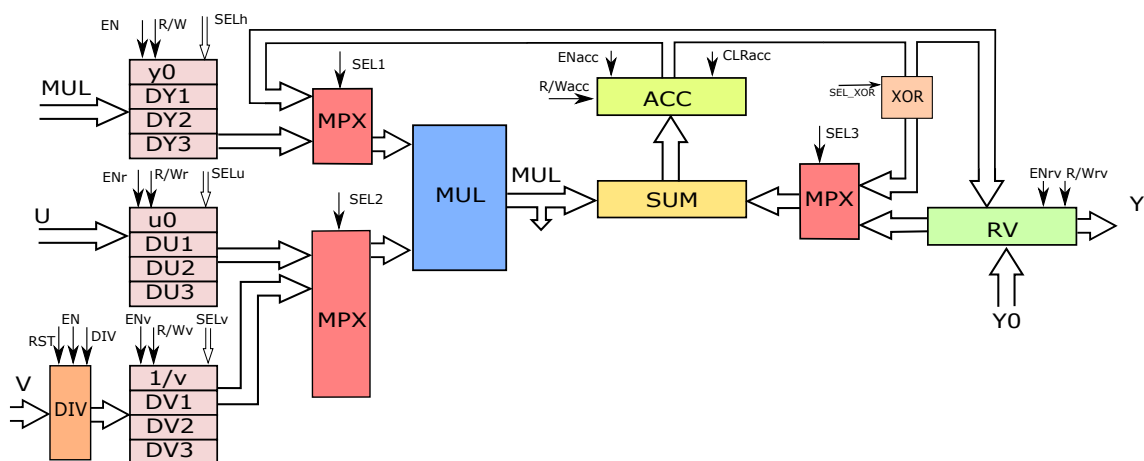 EN
R/W
SELh
MUL
y0
DY1
DY2
DY3
SEL1
MPX
ENacc
CLRacc
R/Wacc
ACC
SEL_XOR
XOR
ENr
R/Wr
SELu
U
u0
DU1
DU2
DU3
SEL2
MPX
MUL
MUL
SUM
SEL3
MPX
ENrv
R/Wrv
RV
Y
Y0
RST
EN
DIV
V
DIV
ENv
R/Wv
SELv
1/v
DV1
DV2
DV3